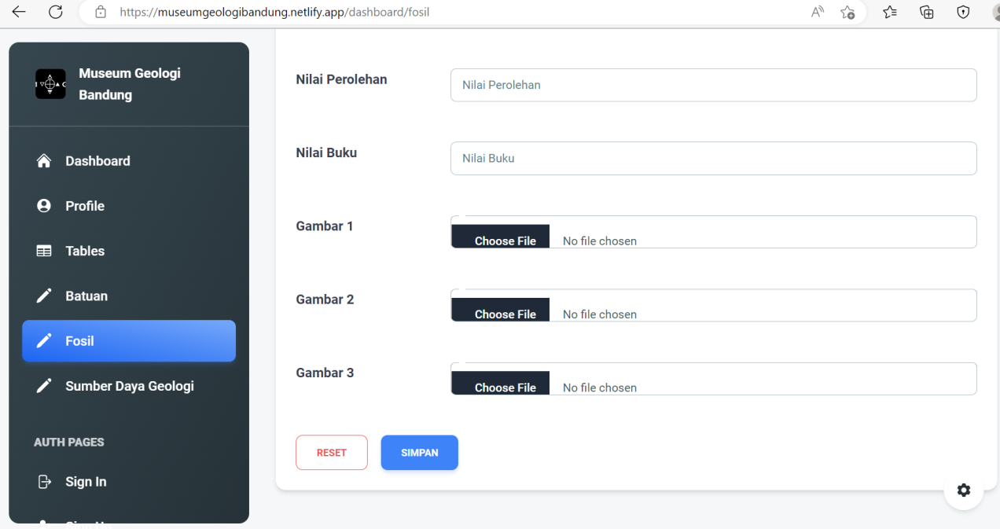 https://museumgeologibandung.netlify.app/dashboard/fosil
Museum Geologi
Bandung
Dashboard
Profile
Tables
Batuan
Fosil
Sumber Daya Geologi
AUTH PAGES
Sign In
Nilai Perolehan
Nilai Perolehan
Nilai Buku
Nilai Buku
Gambar 1
Choose File No file chosen
Gambar 2
Choose File No file chosen
Gambar 3
Choose File No file chosen
RESET
SIMPAN